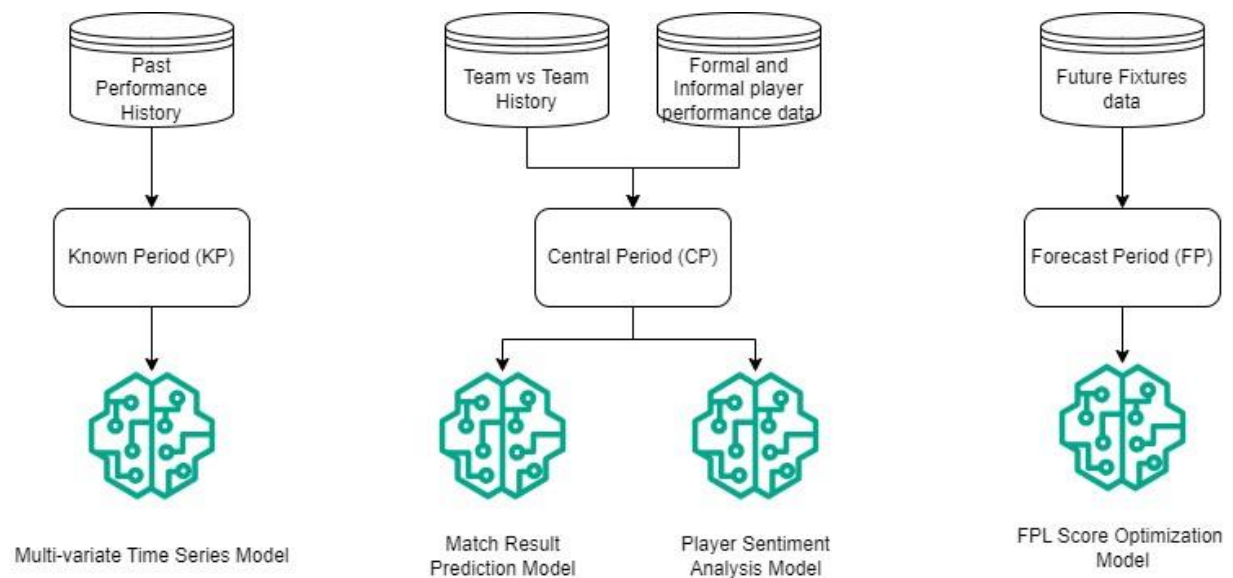 Past
Performance
History
Team vs Team
History
Formal and
Informal player
performance data
Future Fixtures
data
Known Period (KP)
Central Period (CP)
Forecast Period (FP)
Multi-variate Time Series Model
Match Result
Prediction Model
Player Sentiment
Analysis Model
FPL Score Optimization
Model